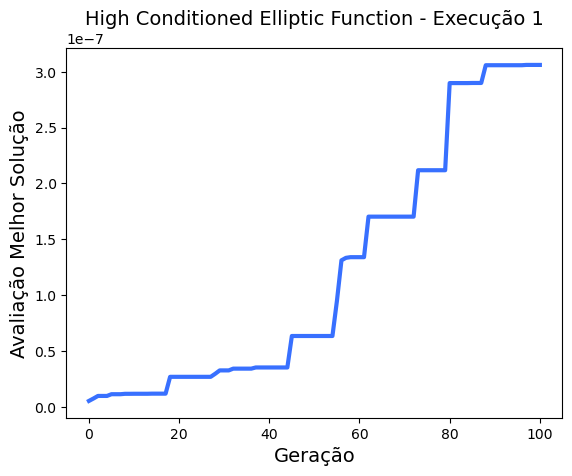 High Conditioned Elliptic Function - Execução 1
1e−7
3.0
2.5
2.0
1.5
1.0
0.5
0.0
Avaliação Melhor Solução
0 20 40 60 80 100
Geração